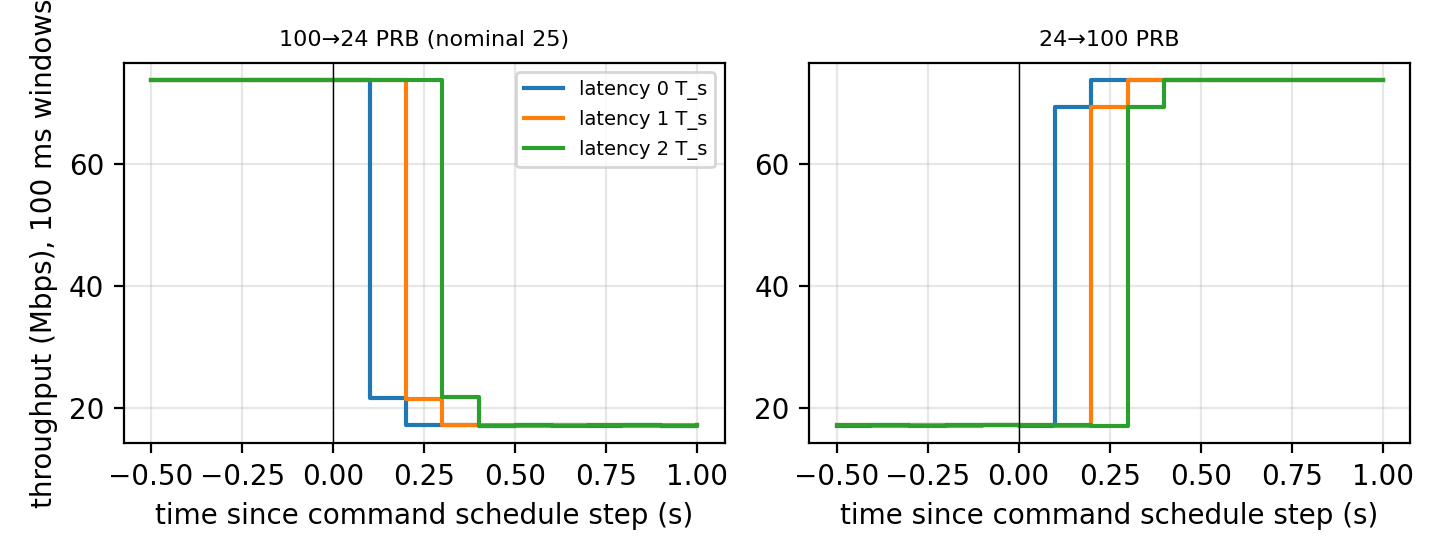 100→24 PRB (nominal 25)
throughput (Mbps), 100 ms windows
60
40
20
latency 0 T_s
latency 1 T_s
latency 2 T_s
−0.50 −0.25 0.00 0.25 0.50 0.75 1.00
time since command schedule step (s)
24→100 PRB
60
40
20
−0.50 −0.25 0.00 0.25 0.50 0.75 1.00
time since command schedule step (s)